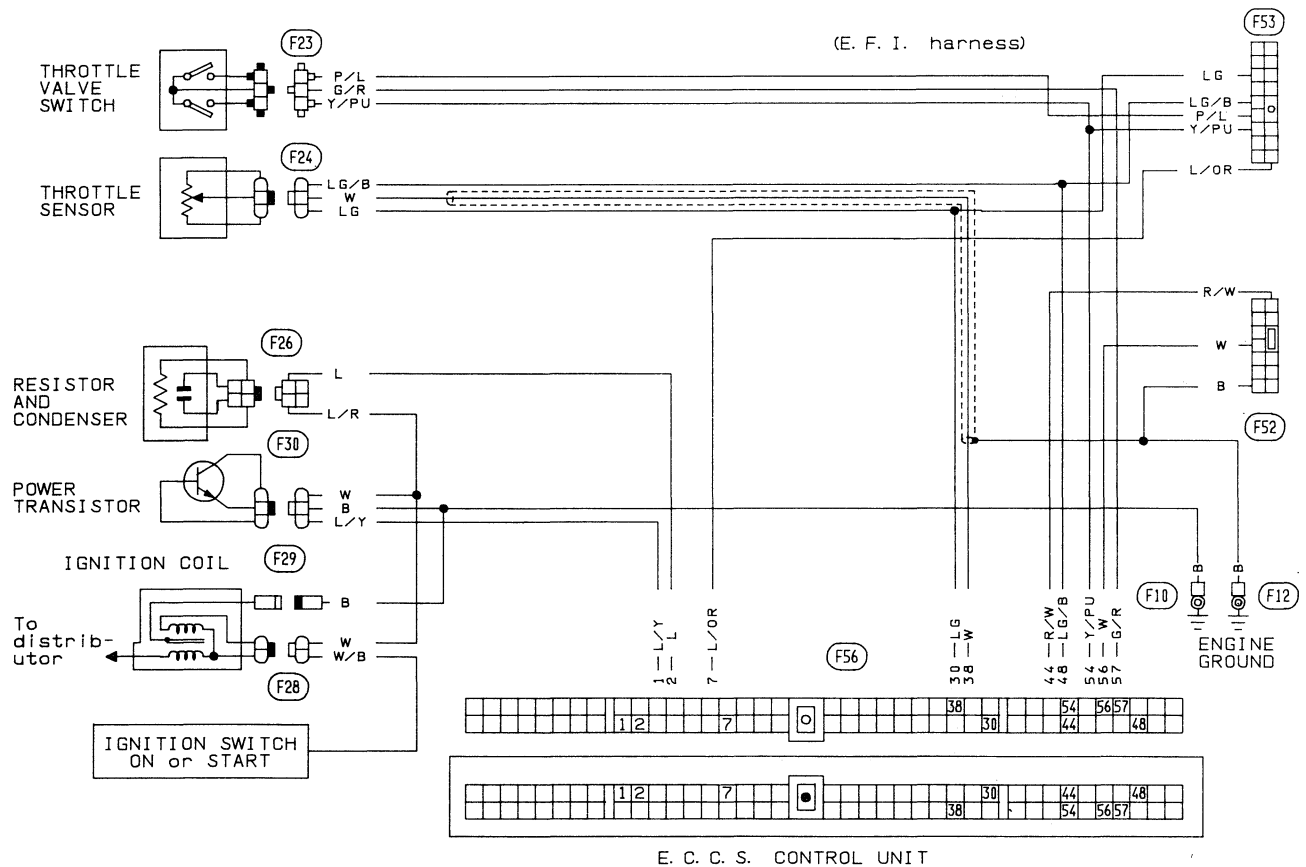 F23
(E. F. I. harness)
F53
THROTTLE
VALVE
SWITCH
P/L
G/R
Y/PU
LG
LG/B
P/L
Y/PU
L/OR
F24
THROTTLE
SENSOR
LG/B
W
LG
R/W
W
B
F52
F26
RESISTOR
AND
CONDENSER
L
L/R
F30
POWER
TRANSISTOR
W
B
L/Y
IGNITION COIL
F29
B
To
distrib-
utor
W
W/B
F28
IGNITION SWITCH
ON or START
1 — L/Y
2 — L
7 — L/OR
F56
30 — LG
38 — W
44 — R/W
48 — LG/B
54 — Y/PU
56 — W
57 — G/R
B
B
F10
F12
ENGINE
GROUND
38 54 56 57
1 2 7 30 44 48
1 2 7 30 44 48
38 54 56 57
E. C. C. S. CONTROL UNIT